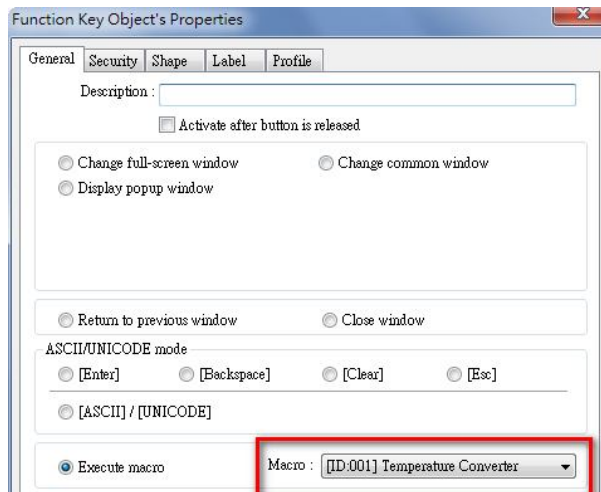 Function Key Object's Properties
General Security Shape Label Profile
Description :
Activate after button is released
Change full-screen window Change common window
Display popup window
Return to previous window Close window
ASCII/UNICODE mode
[Enter] [Backspace] [Clear] [Esc]
[ASCII] / [UNICODE]
Execute macro Macro : [ID:001] Temperature Converter